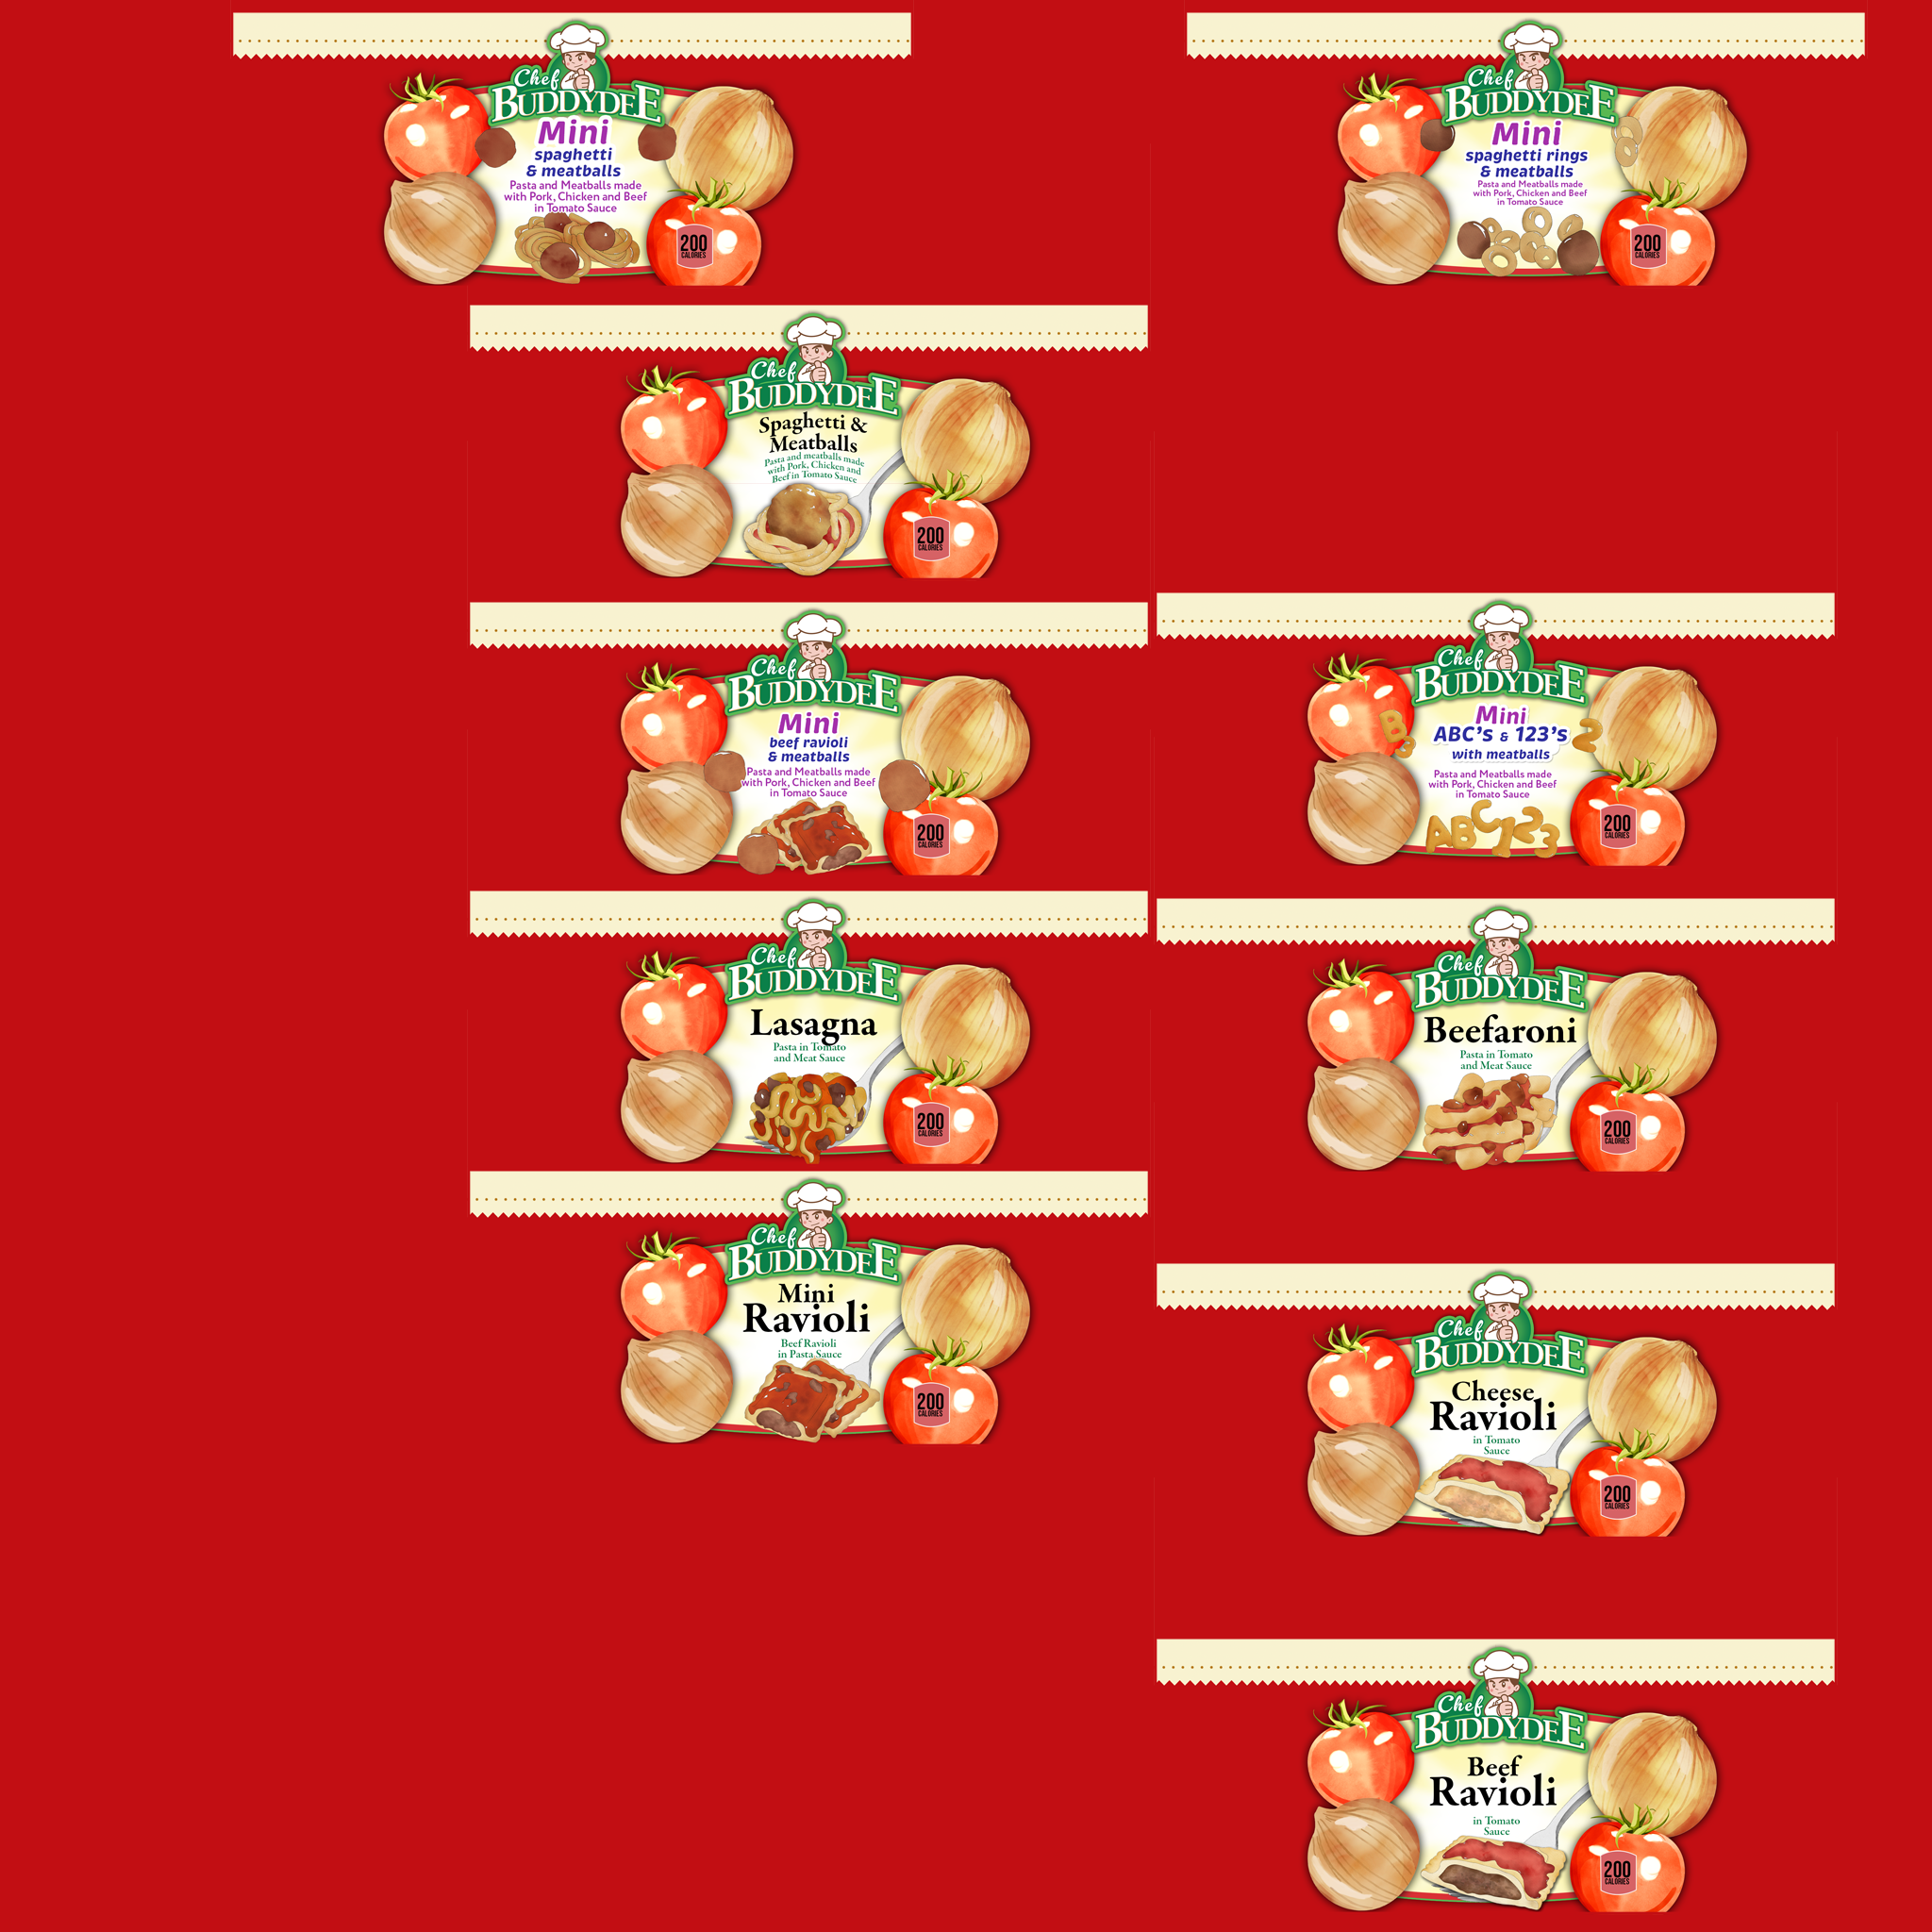 Chef
BUDDYDEE
Mini
spaghetti
& meatballs
Pasta and Meatballs made
with Pork, Chicken and Beef
in Tomato Sauce
200
CALORIES
Chef
BUDDYDEE
Mini
spaghetti rings
& meatballs
Pasta and Meatballs made
with Pork, Chicken and Beef
in Tomato Sauce
200
CALORIES
Chef
BUDDYDEE
Spaghetti &
Meatballs
Pasta and meatballs made
with Pork, Chicken and
Beef in Tomato Sauce
200
CALORIES
Chef
BUDDYDEE
Mini
beef ravioli
& meatballs
Pasta and Meatballs made
with Pork, Chicken and Beef
in Tomato Sauce
200
CALORIES
Chef
BUDDYDEE
Mini
ABC's & 123's
with meatballs
Pasta and Meatballs made
with Pork, Chicken and Beef
in Tomato Sauce
B
3
2
ABC123
200
CALORIES
Chef
BUDDYDEE
Lasagna
Pasta in Tomato
and Meat Sauce
200
CALORIES
Chef
BUDDYDEE
Beefaroni
Pasta in Tomato
and Meat Sauce
200
CALORIES
Chef
BUDDYDEE
Mini
Ravioli
Beef Ravioli
in Pasta Sauce
200
CALORIES
Chef
BUDDYDEE
Cheese
Ravioli
in Tomato
Sauce
200
CALORIES
Chef
BUDDYDEE
Beef
Ravioli
in Tomato
Sauce
200
CALORIES